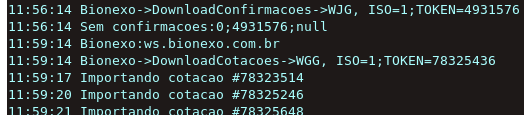 11:56:14 Bionexo->DownloadConfirmacoes->WJG, ISO=1;TOKEN=4931576
11:56:14 Sem confirmacoes:0;4931576;null
11:59:14 Bionexo:ws.bionexo.com.br
11:59:14 Bionexo->DownloadCotacoes->WGG, ISO=1;TOKEN=78325436
11:59:17 Importando cotacao #78323514
11:59:20 Importando cotacao #78325246
11:59:21 Importando cotacao #78325648